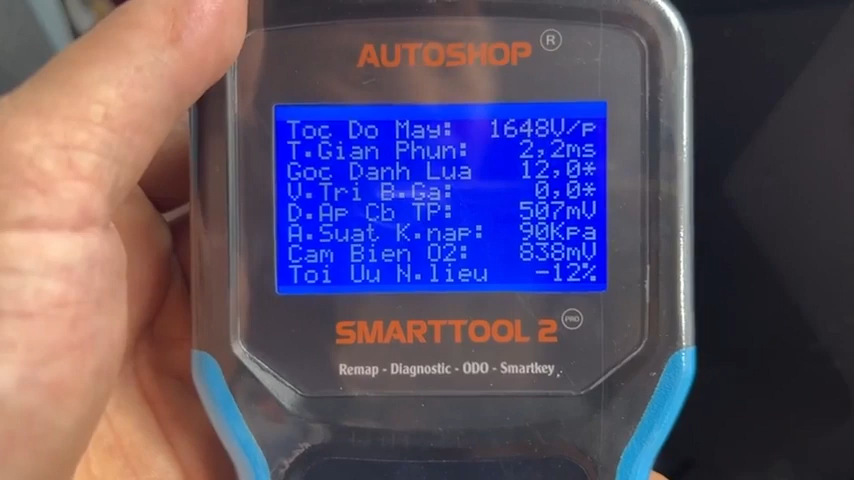 AUTOSHOP ®
Toc Do May: 1648V/p
T.Gian Phun: 2,2ms
Goc Danh Lua 12,0*
V.Tri B.Ga: 0,0*
D.Ap Cb TP: 507mV
A.Suat K.nap: 90Kpa
Cam Bien O2: 838mV
Toi Uu N.lieu -12%
SMARTTOOL 2 PRO
Remap - Diagnostic - ODO - Smartkey